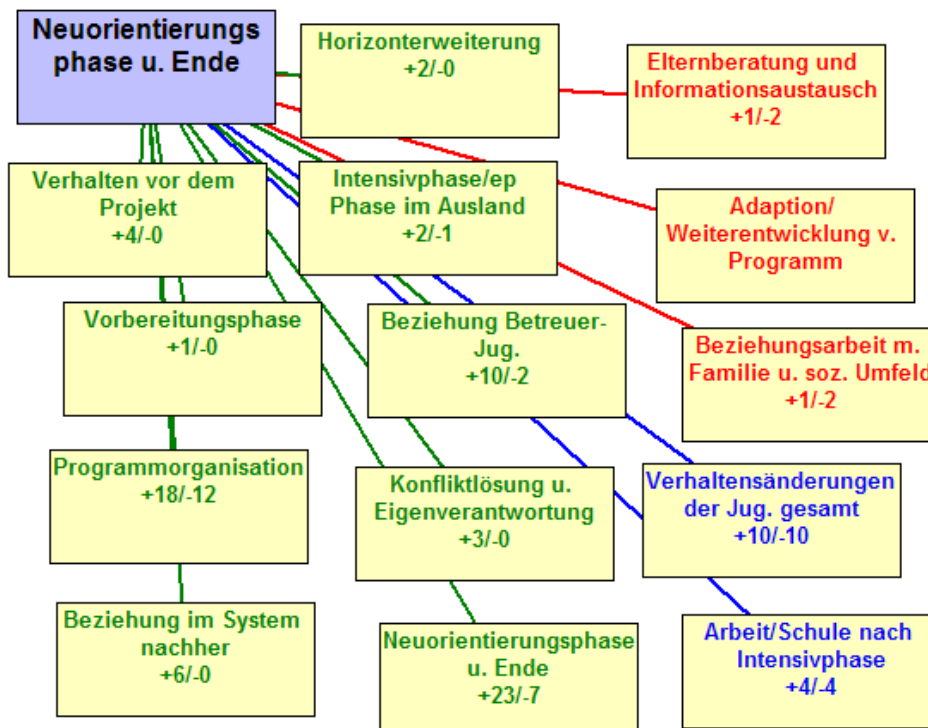 Neuorientierungs
phase u. Ende
Horizonterweiterung
+2/-0
Elternberatung und
Informationsaustausch
+1/-2
Verhalten vor dem
Projekt
+4/-0
Intensivphase/ep
Phase im Ausland
+2/-1
Adaption/
Weiterentwicklung v.
Programm
Vorbereitungsphase
+1/-0
Beziehung Betreuer-
Jug.
+10/-2
Beziehungsarbeit m.
Familie u. soz. Umfeld
+1/-2
Programmorganisation
+18/-12
Konfliktlösung u.
Eigenverantwortung
+3/-0
Verhaltensänderungen
der Jug. gesamt
+10/-10
Beziehung im System
nachher
+6/-0
Neuorientierungsphase
u. Ende
+23/-7
Arbeit/Schule nach
Intensivphase
+4/-4